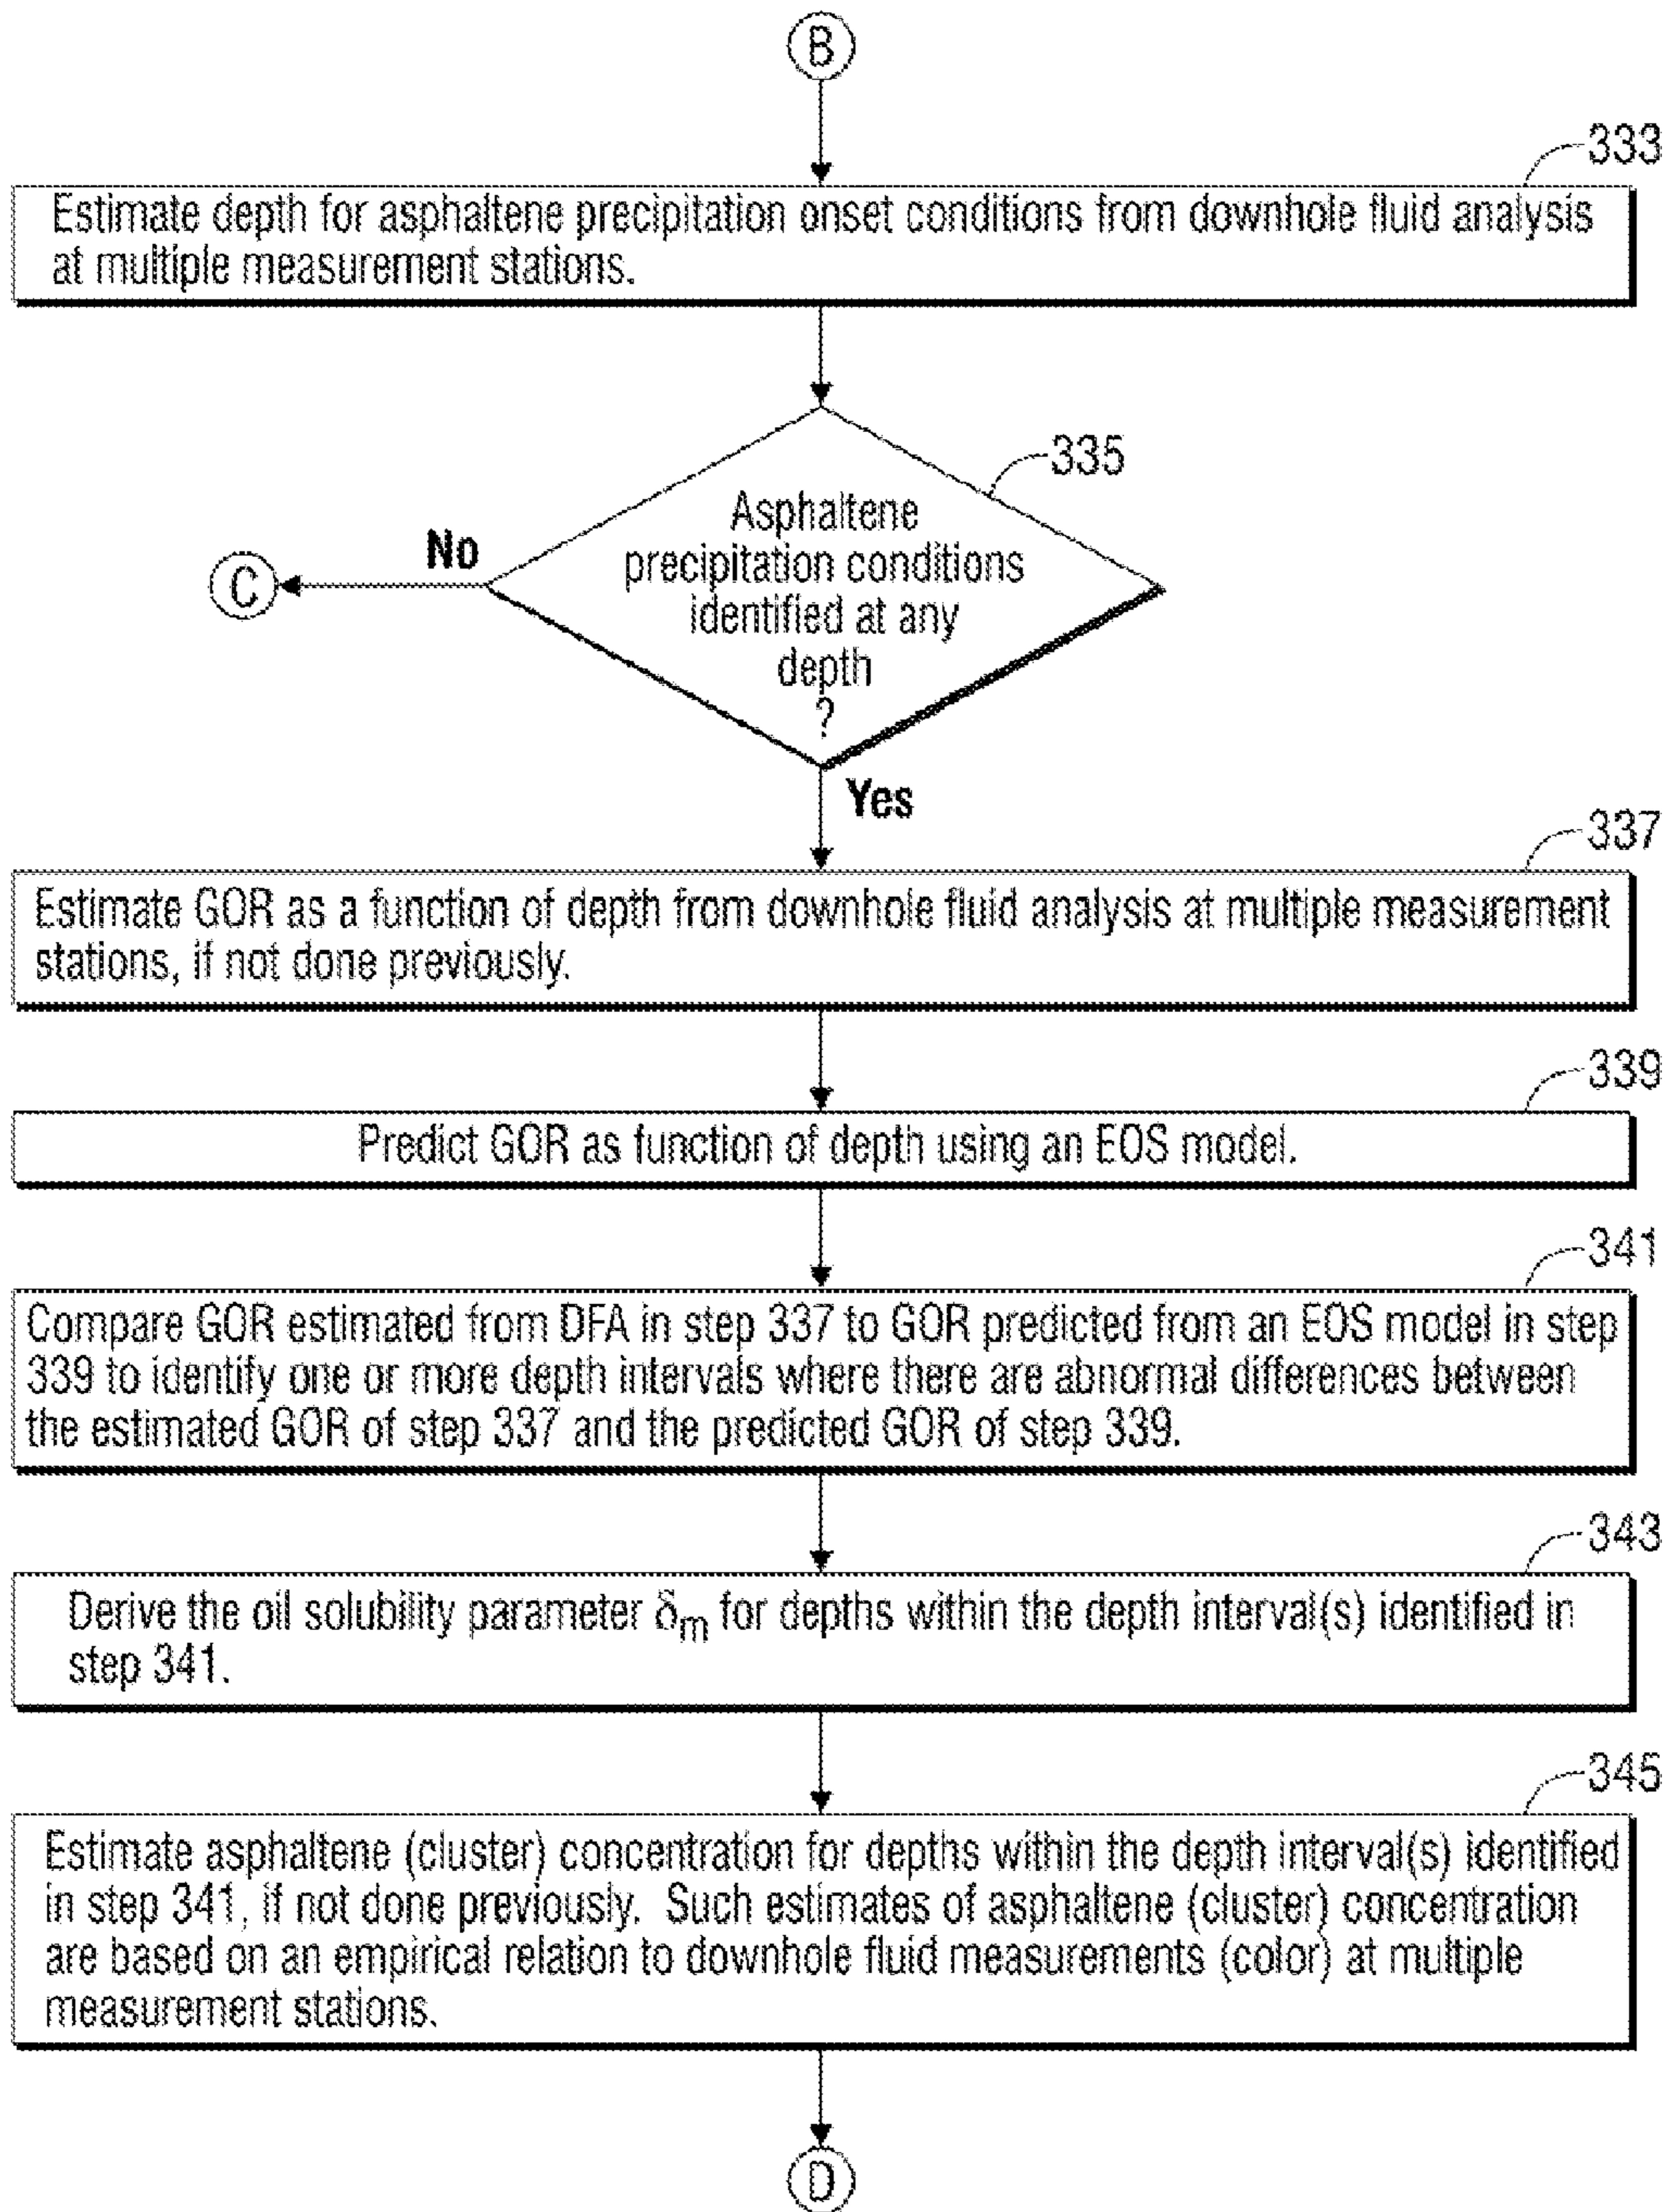 B
333
Estimate depth for asphaltene precipitation onset conditions from downhole fluid analysis
at multiple measurement stations.
335
Asphaltene
precipitation conditions
identified at any
depth
?
No
C
Yes
337
Estimate GOR as a function of depth from downhole fluid analysis at multiple measurement
stations, if not done previously.
339
Predict GOR as function of depth using an EOS model.
341
Compare GOR estimated from DFA in step 337 to GOR predicted from an EOS model in step
339 to identify one or more depth intervals where there are abnormal differences between
the estimated GOR of step 337 and the predicted GOR of step 339.
343
Derive the oil solubility parameter δm for depths within the depth interval(s) identified in
step 341.
345
Estimate asphaltene (cluster) concentration for depths within the depth interval(s) identified
in step 341, if not done previously. Such estimates of asphaltene (cluster) concentration
are based on an empirical relation to downhole fluid measurements (color) at multiple
measurement stations.
D